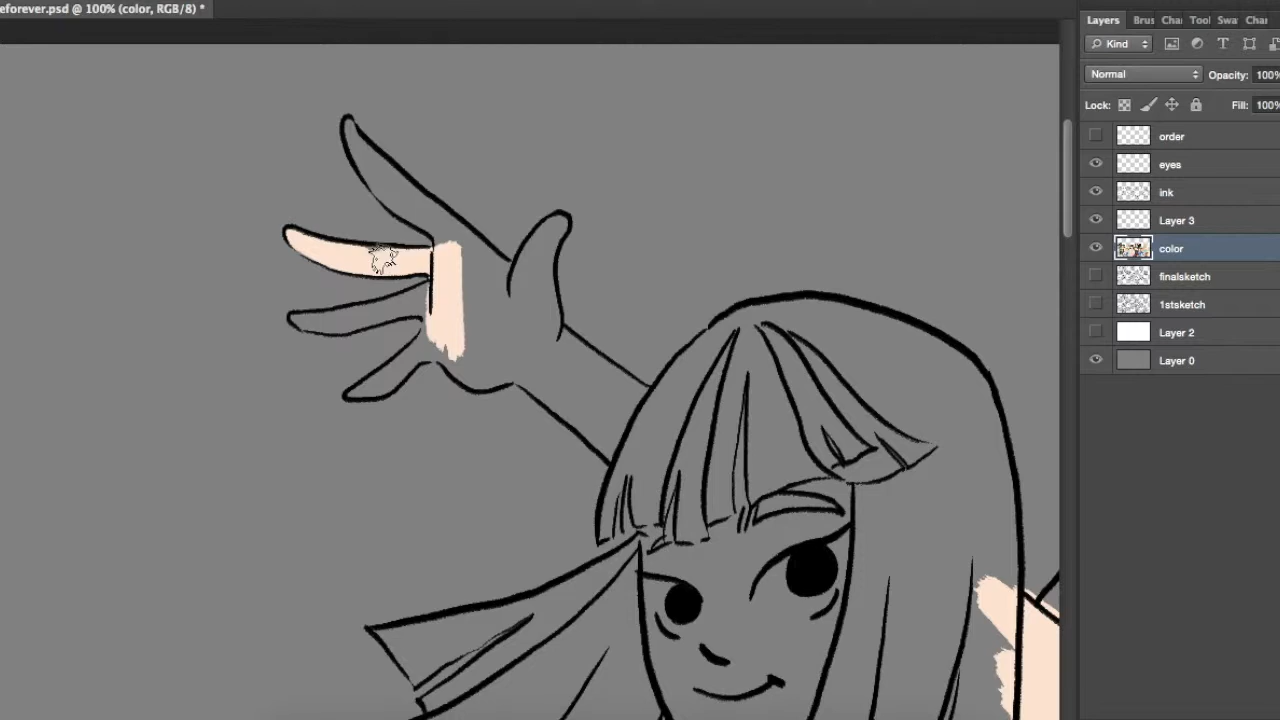 eforever.psd @ 100% (color, RGB/8) *
Layers Brus Chai Tool Swa Char
Kind
Normal Opacity: 100%
Lock: Fill: 100%
order
eyes
ink
Layer 3
color
finalsketch
1stsketch
Layer 2
Layer 0